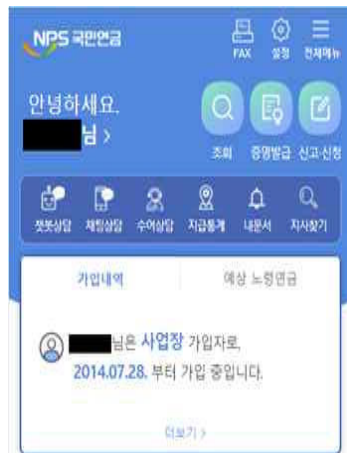 NPS 국민연금
FAX 설정 전체메뉴
안녕하세요.
님 >
조회 증명발급 신고·신청
챗봇상담 채팅상담 수어상담 지급통계 내문서 지사찾기
가입내역 예상 노령연금
님은 사업장 가입자로,
2014.07.28. 부터 가입 중입니다.
더보기 >